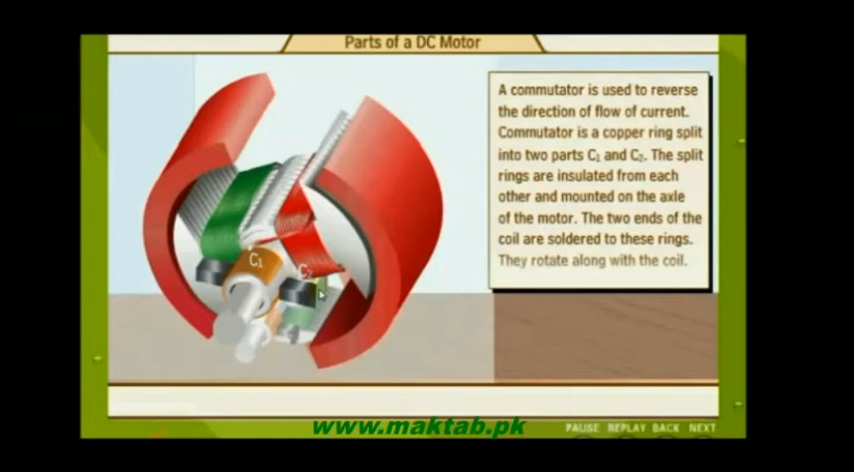 Parts of a DC Motor
A commutator is used to reverse
the direction of flow of current.
Commutator is a copper ring split
into two parts C₁ and C₂. The split
rings are insulated from each
other and mounted on the axle
of the motor. The two ends of the
coil are soldered to these rings.
They rotate along with the coil.
C₁
C₂
www.maktab.pk
PAUSE REPLAY BACK NEXT